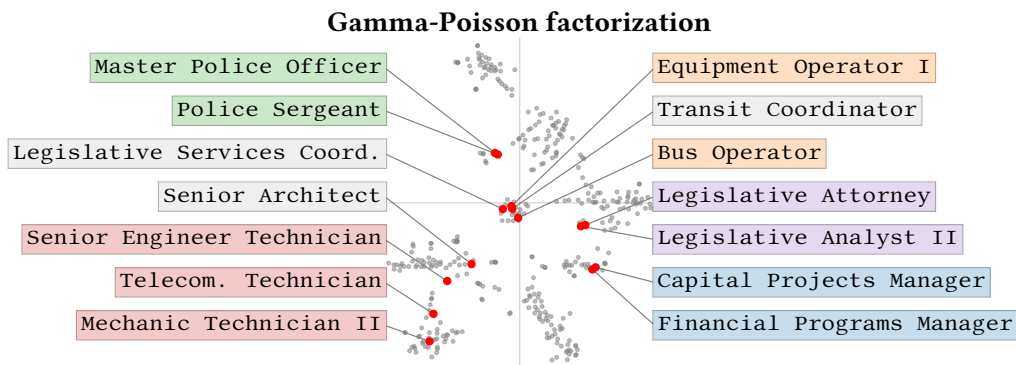 Gamma-Poisson factorization
Master Police Officer
Police Sergeant
Legislative Services Coord.
Senior Architect
Senior Engineer Technician
Telecom. Technician
Mechanic Technician II
Equipment Operator I
Transit Coordinator
Bus Operator
Legislative Attorney
Legislative Analyst II
Capital Projects Manager
Financial Programs Manager